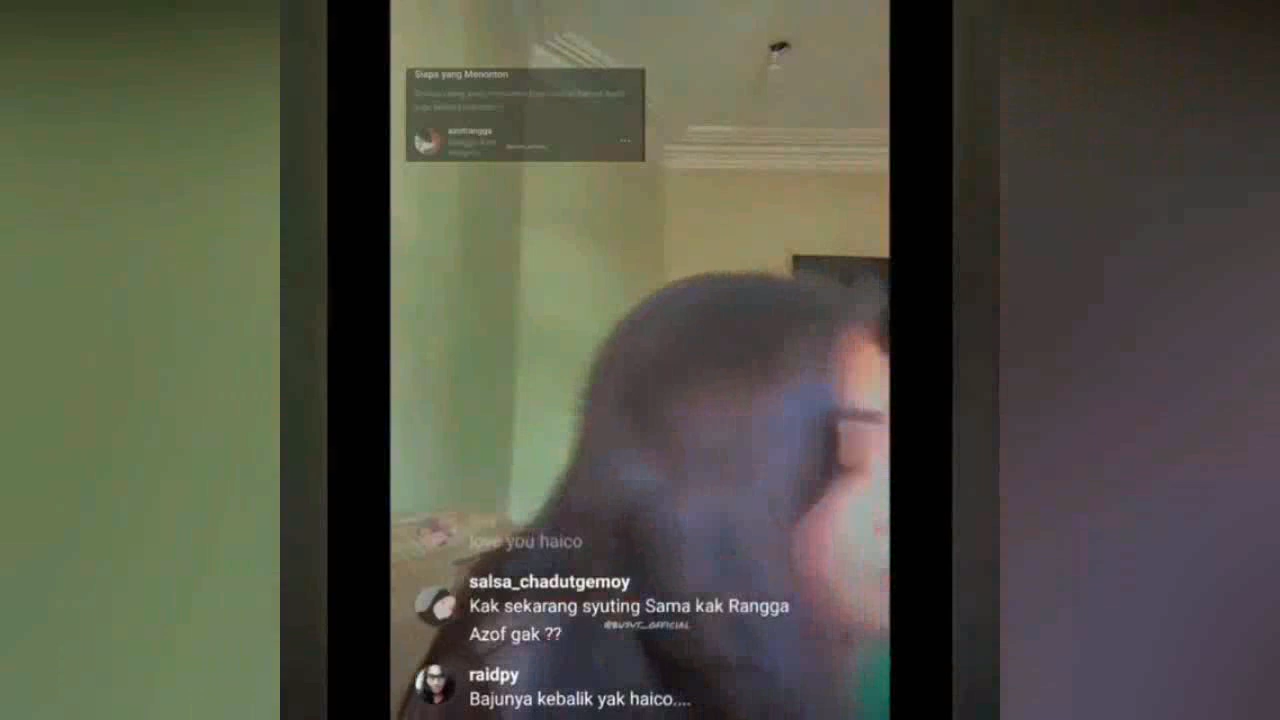 Siapa yang Menonton
azofrangga
love you haico
salsa_chadutgemoy
Kak sekarang syuting Sama kak Rangga
Azof gak ??
@BUTUT_OFFICIAL
raidpy
Bajunya kebalik yak haico....